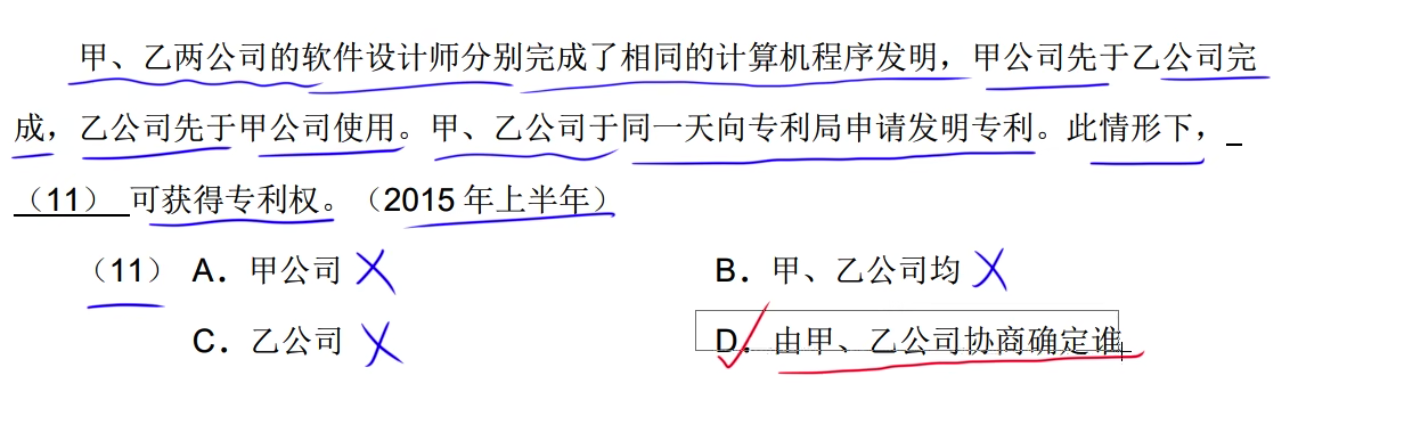 甲、乙两公司的软件设计师分别完成了相同的计算机程序发明，甲公司先于乙公司完
成，乙公司先于甲公司使用。甲、乙公司于同一天向专利局申请发明专利。此情形下，_
（11） 可获得专利权。（2015 年上半年）
（11） A．甲公司 B．甲、乙公司均
C．乙公司 D．由甲、乙公司协商确定谁